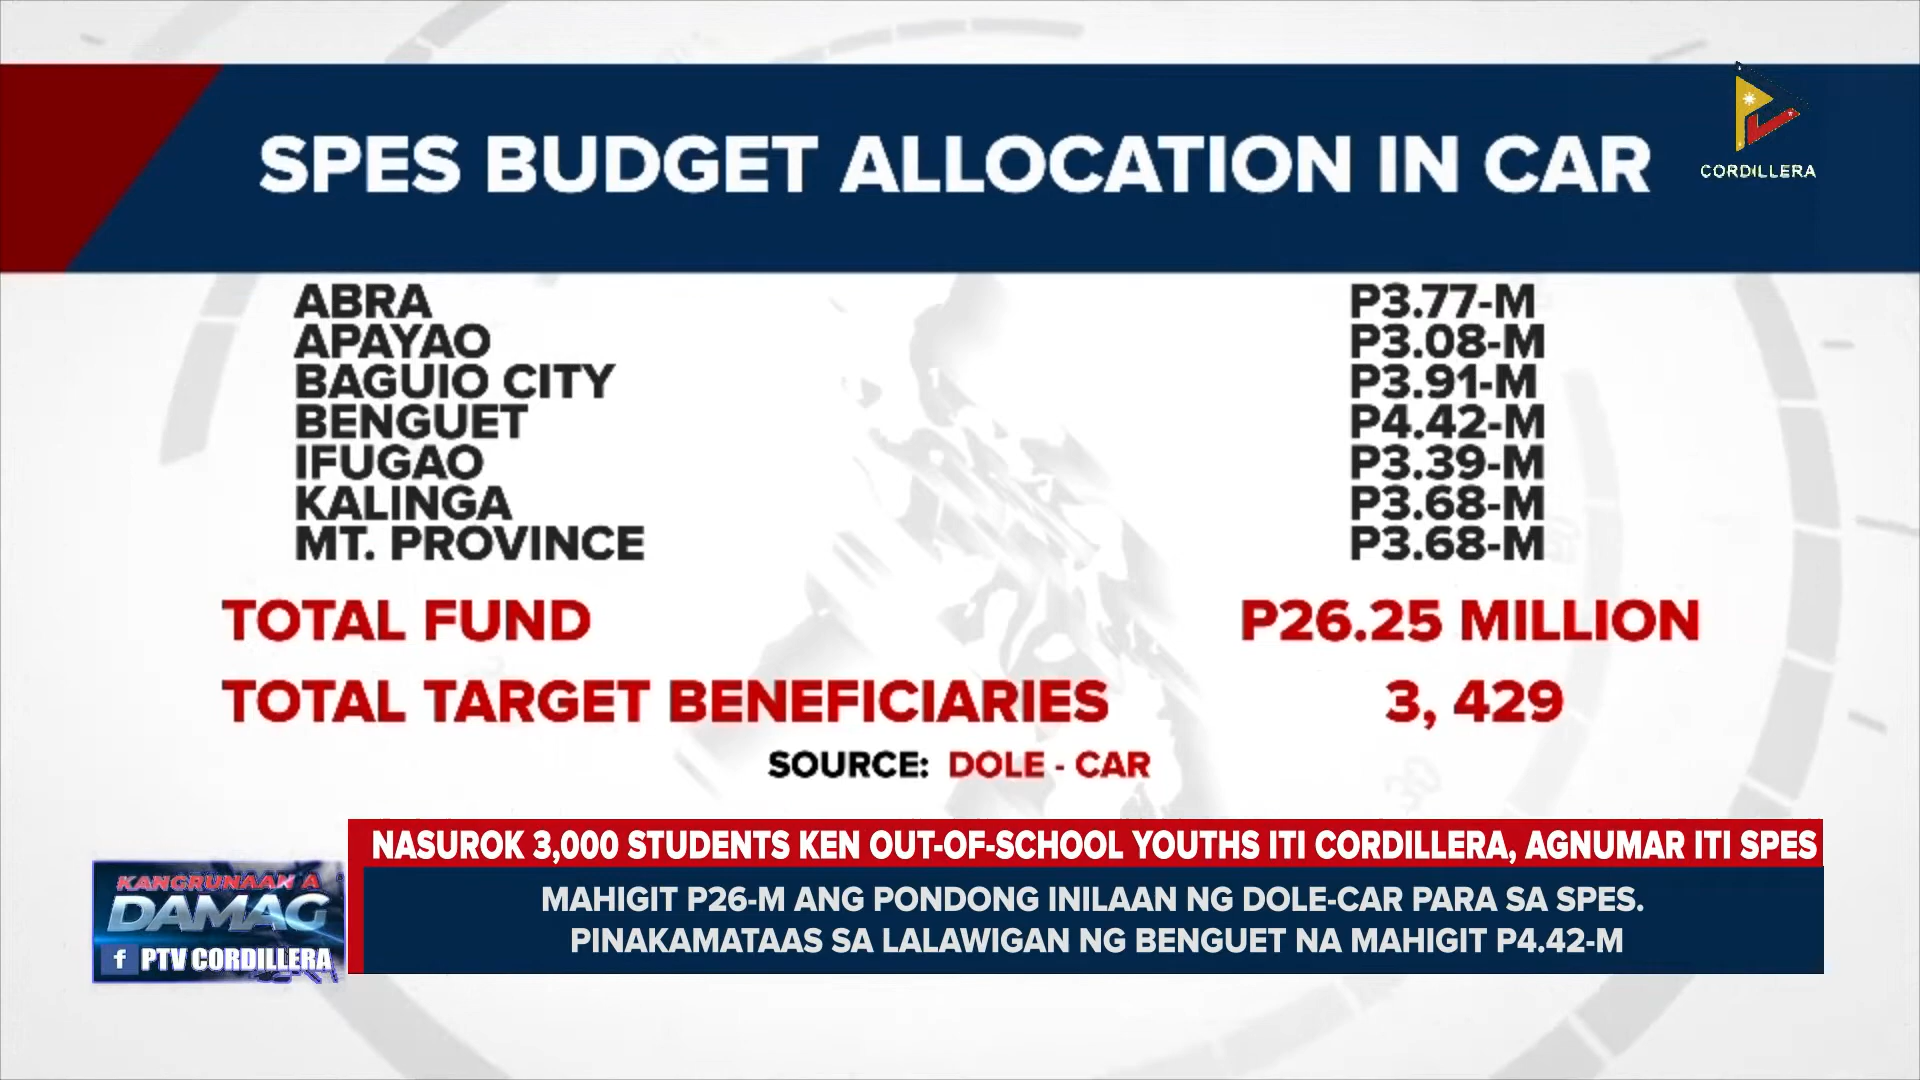 SPES BUDGET ALLOCATION IN CAR
CORDILLERA
ABRA P3.77-M
APAYAO P3.08-M
BAGUIO CITY P3.91-M
BENGUET P4.42-M
IFUGAO P3.39-M
KALINGA P3.68-M
MT. PROVINCE P3.68-M
TOTAL FUND P26.25 MILLION
TOTAL TARGET BENEFICIARIES 3, 429
SOURCE: DOLE - CAR
NASUROK 3,000 STUDENTS KEN OUT-OF-SCHOOL YOUTHS ITI CORDILLERA, AGNUMAR ITI SPES
MAHIGIT P26-M ANG PONDONG INILAAN NG DOLE-CAR PARA SA SPES.
PINAKAMATAAS SA LALAWIGAN NG BENGUET NA MAHIGIT P4.42-M
KANGRUNAAN A
DAMAG
f PTV CORDILLERA